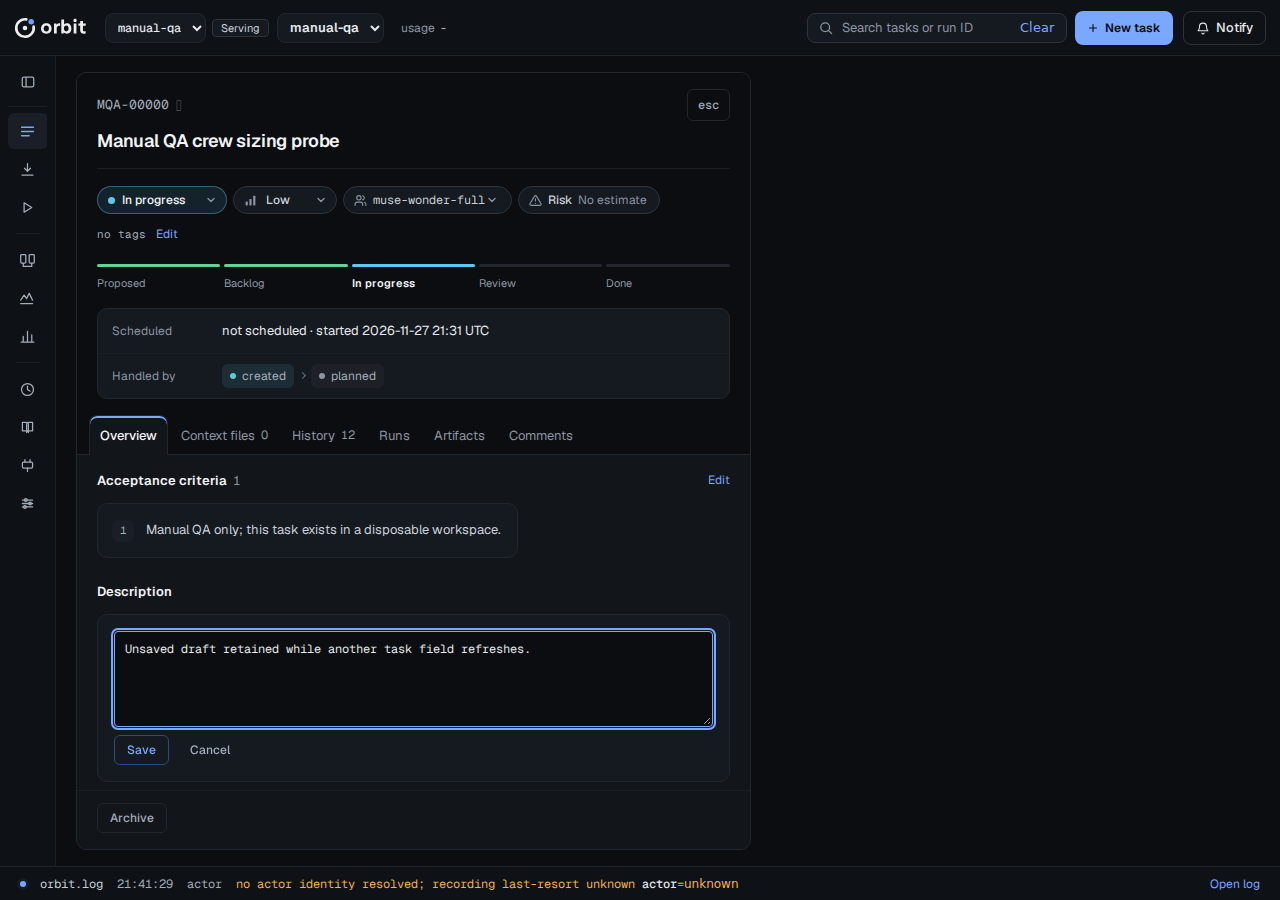 orbit manual-qa Serving manual-qa usage - Search tasks or run ID Clear + New task Notify
MQA-00000 esc
Manual QA crew sizing probe
In progress Low muse-wonder-full Risk No estimate
no tags Edit
Proposed Backlog In progress Review Done
Scheduled not scheduled · started 2026-11-27 21:31 UTC
Handled by created › planned
Overview Context files 0 History 12 Runs Artifacts Comments
Acceptance criteria 1 Edit
1 Manual QA only; this task exists in a disposable workspace.
Description
Unsaved draft retained while another task field refreshes.
Save Cancel
Archive
orbit.log 21:41:29 actor no actor identity resolved; recording last-resort unknown actor=unknown Open log